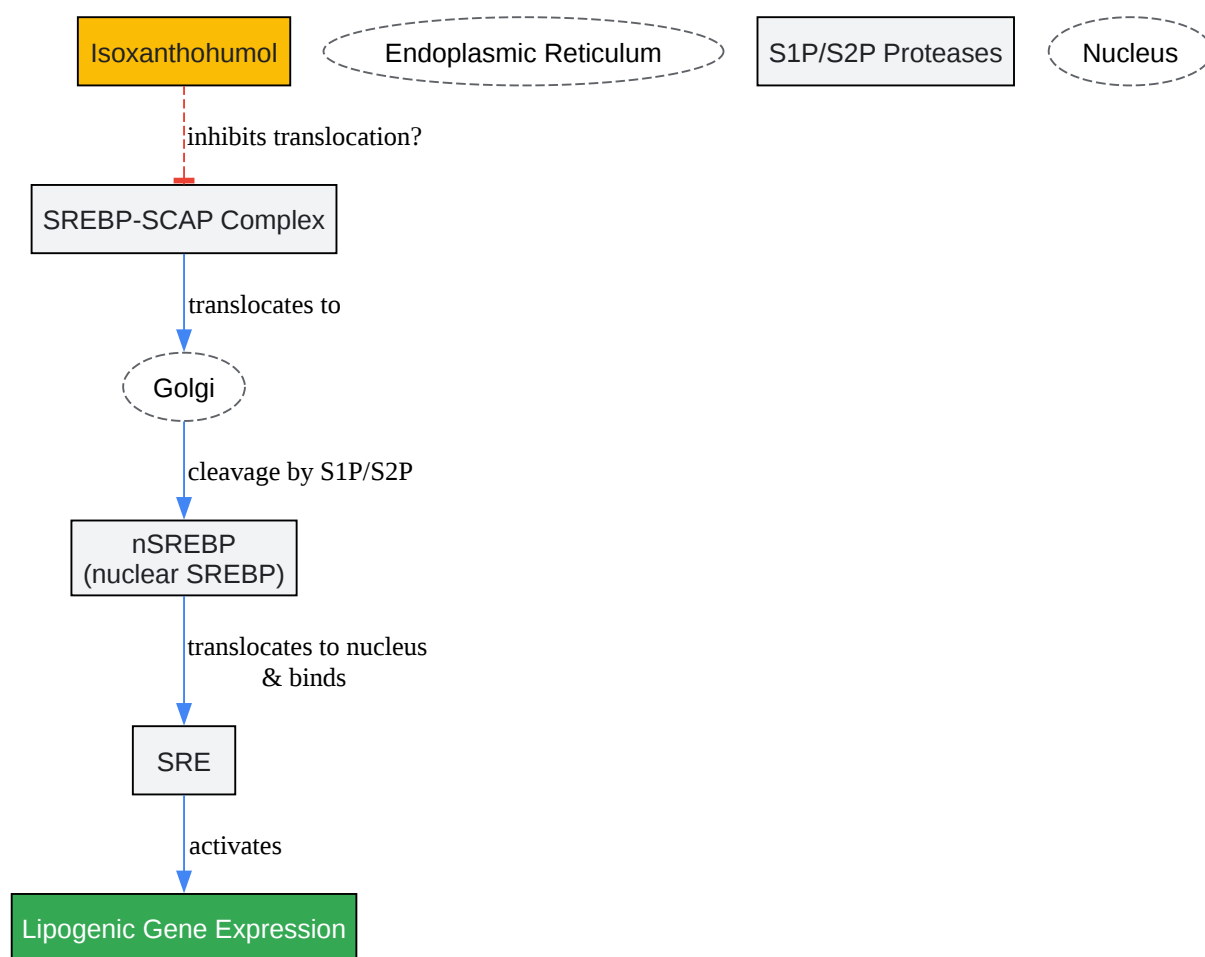 Isoxanthohumol
Endoplasmic Reticulum
S1P/S2P Proteases
Nucleus
inhibits translocation?
SREBP-SCAP Complex
translocates to
Golgi
cleavage by S1P/S2P
nSREBP
(nuclear SREBP)
translocates to nucleus
& binds
SRE
activates
Lipogenic Gene Expression